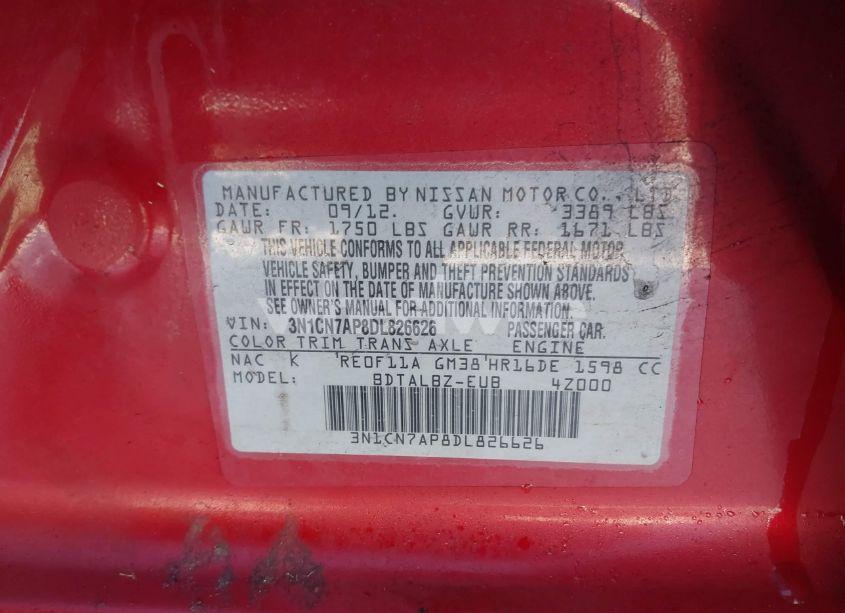 MANUFACTURED BY NISSAN MOTOR CO., LTD
DATE: 09/12. GVWR: 3389 LBS
GAWR FR: 1750 LBS GAWR RR: 1671 LBS
THIS VEHICLE CONFORMS TO ALL APPLICABLE FEDERAL MOTOR
VEHICLE SAFETY, BUMPER AND THEFT PREVENTION STANDARDS
IN EFFECT ON THE DATE OF MANUFACTURE SHOWN ABOVE.
SEE OWNER'S MANUAL FOR ADDITIONAL INFORMATION.
VIN: 3N1CN7AP8DL826626 PASSENGER CAR.
COLOR TRIM TRANS AXLE ENGINE
NAC K RE0F11A GM38 HR16DE 1598 CC
MODEL: BDTALBZ-EUB 4Z000
3N1CN7AP8DL826626